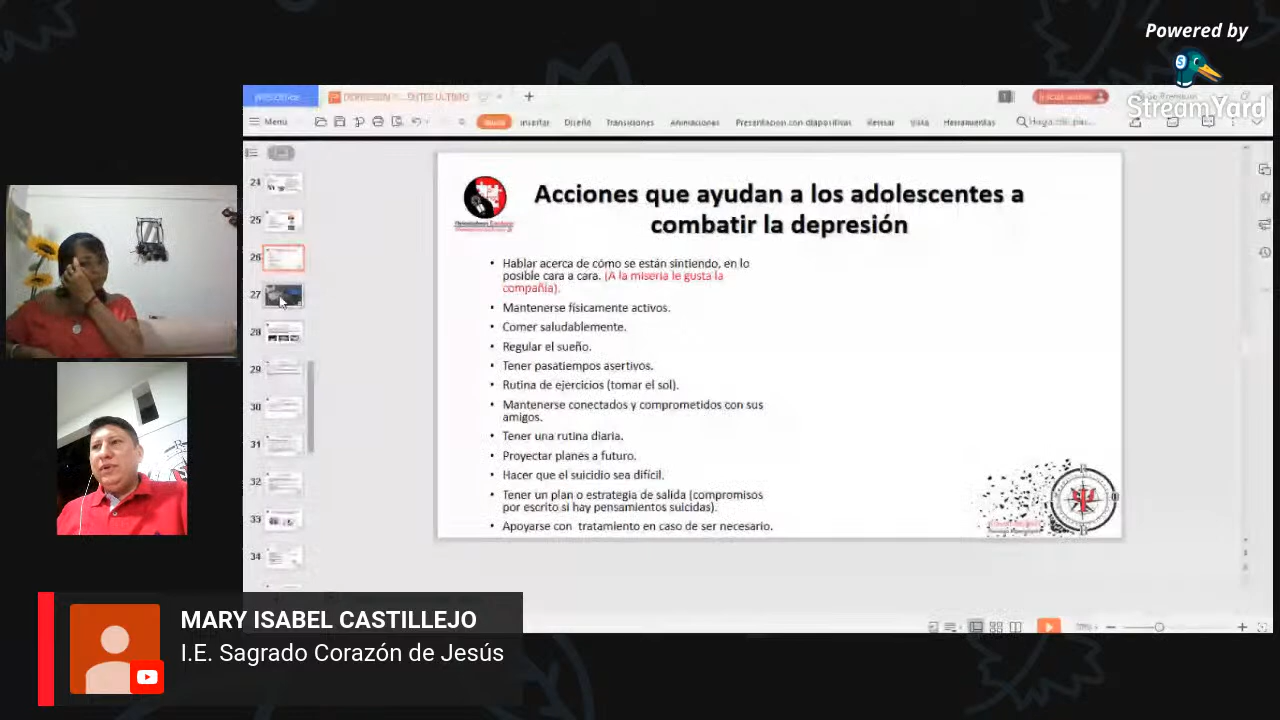 Powered by
StreamYard
Menú
Insertar
Diseño
Transiciones
Animaciones
Presentación con diapositivas
Revisar
Vista
Herramientas
24
25
26
27
28
29
30
31
32
33
34
Acciones que ayudan a los adolescentes a
combatir la depresión
• Hablar acerca de cómo se están sintiendo, en lo
posible cara a cara. (A la miseria le gusta la
compañía).
• Mantenerse físicamente activos.
• Comer saludablemente.
• Regular el sueño.
• Tener pasatiempos asertivos.
• Rutina de ejercicios (tomar el sol).
• Mantenerse conectados y comprometidos con sus
amigos.
• Tener una rutina diaria.
• Proyectar planes a futuro.
• Hacer que el suicidio sea difícil.
• Tener un plan o estrategia de salida (compromisos
por escrito si hay pensamientos suicidas).
• Apoyarse con tratamiento en caso de ser necesario.
MARY ISABEL CASTILLEJO
I.E. Sagrado Corazón de Jesús